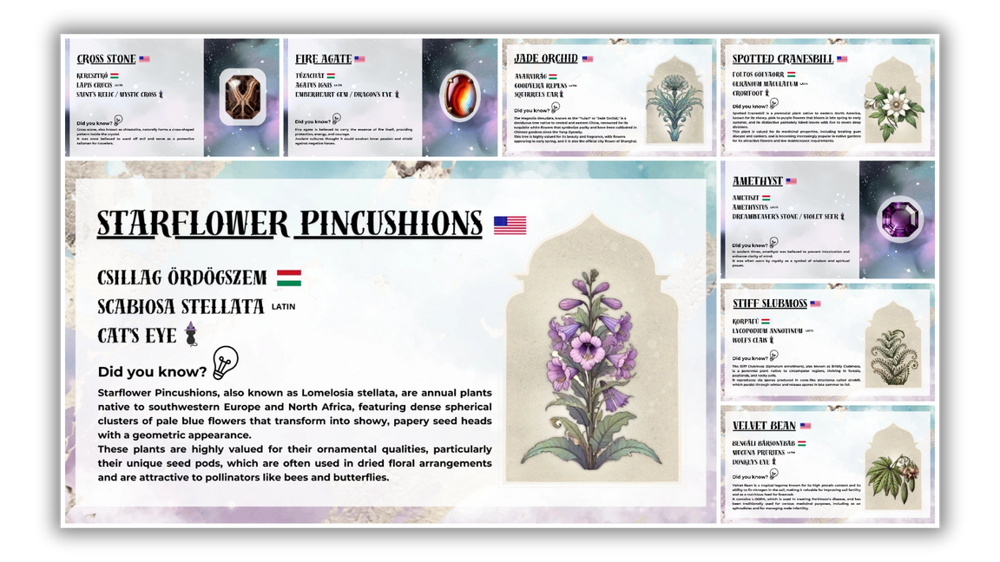 CROSS STONE
KERESZTKŐ
LAPIS CRUCIS LATIN
SAINT'S RELIC / MYSTIC CROSS
Did you know?
Cross stone, also known as chiastolite, naturally forms a cross-shaped
pattern inside the crystal.
It was once believed to ward off evil and serve as a protective
talisman for travelers.
FIRE AGATE
TŰZACHÁT
AGATUS IGNIS LATIN
EMBERHEART GEM / DRAGON'S EYE
Did you know?
Fire agate is believed to carry the essence of fire itself, providing
protection, energy, and courage.
Ancient cultures thought it could awaken inner passion and shield
against negative forces.
JADE ORCHID
AVARVIRÁG
GOODYERA REPENS LATIN
SQUIRREL'S EAR
Did you know?
The Magnolia denudata, known as the "Yulan" or "Jade Orchid," is a
deciduous tree native to central and eastern China, renowned for its
exquisite white flowers that symbolize purity and have been cultivated in
Chinese gardens since the Tang Dynasty.
This tree is highly valued for its beauty and fragrance, with flowers
appearing in early spring, and it is also the official city flower of Shanghai.
SPOTTED CRANESBILL
FOLTOS GÓLYAORR
GERANIUM MACULATUM LATIN
CROWFOOT
Did you know?
Spotted Cranesbill is a perennial plant native to eastern North America,
known for its showy, pink to purple flowers that bloom in late spring to early
summer, and its distinctive palmately lobed leaves with five to seven deep
divisions.
This plant is valued for its medicinal properties, including treating gum
disease and cankers, and is becoming increasingly popular in native gardens
for its attractive flowers and low maintenance requirements.
STARFLOWER PINCUSHIONS
CSILLAG ÖRDÖGSZEM
SCABIOSA STELLATA LATIN
CAT'S EYE
Did you know?
Starflower Pincushions, also known as Lomelosia stellata, are annual plants
native to southwestern Europe and North Africa, featuring dense spherical
clusters of pale blue flowers that transform into showy, papery seed heads
with a geometric appearance.
These plants are highly valued for their ornamental qualities, particularly
their unique seed pods, which are often used in dried floral arrangements
and are attractive to pollinators like bees and butterflies.
AMETHYST
AMETISZT
AMETHYSTUS LATIN
DREAMWEAVER'S STONE / VIOLET SEER
Did you know?
In ancient times, amethyst was believed to prevent intoxication and
enhance clarity of mind.
It was often worn by royalty as a symbol of wisdom and spiritual
power.
STIFF SLUBMOSS
KORPAFŰ
LYCOPODIUM ANNOTINUM LATIN
WOLF'S CLAW
Did you know?
The Stiff Clubmoss (Spinulum annotinum), also known as Bristly Clubmoss,
is a perennial plant native to circumpolar regions, thriving in forests,
peatlands, and rocky soils.
It reproduces via spores produced in cone-like structures called strobili,
which persist through winter and release spores in late summer to fall.
VELVET BEAN
BENGÁLI BÁRSONYBAB
MUCUNA PRURIENS LATIN
DONKEY'S EYE
Did you know?
Velvet Bean is a tropical legume known for its high protein content and its
ability to fix nitrogen in the soil, making it valuable for improving soil fertility
and as a nutritious feed for livestock.
It contains L-DOPA, which is used in treating Parkinson's disease, and has
been traditionally used for various medicinal purposes, including as an
aphrodisiac and for managing male infertility.